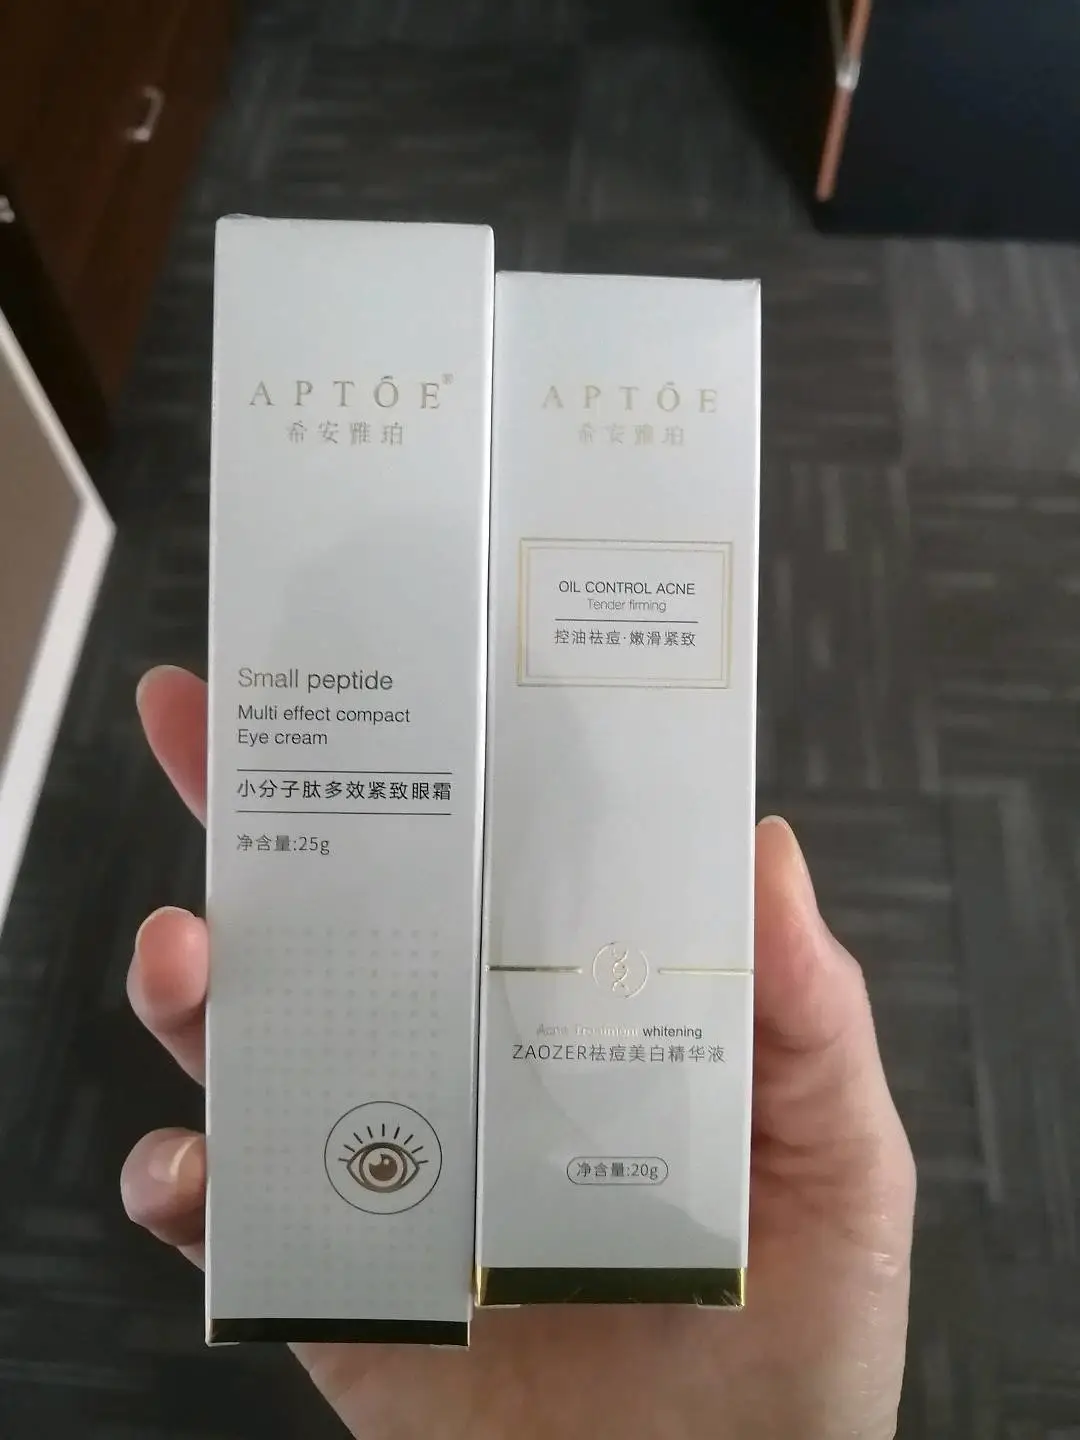 APTŌE®
希安雅珀
Small peptide
Multi effect compact
Eye cream
小分子肽多效紧致眼霜
净含量:25g
APTŌE
希安雅珀
OIL CONTROL ACNE
Tender firming
控油祛痘·嫩滑紧致
Acne Treatment whitening
ZAOZER祛痘美白精华液
净含量:20g